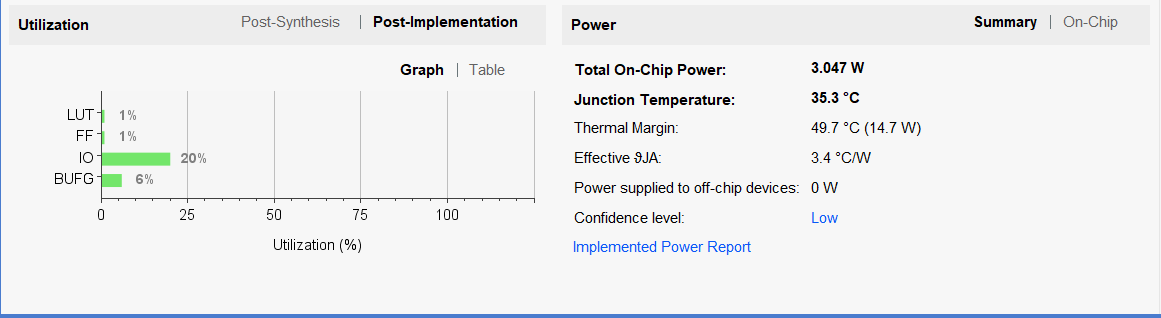 Utilization Post-Synthesis | Post-Implementation
Graph | Table
LUT 1%
FF 1%
IO 20%
BUFG 6%
0 25 50 75 100
Utilization (%)
Power Summary | On-Chip
Total On-Chip Power: 3.047 W
Junction Temperature: 35.3 °C
Thermal Margin: 49.7 °C (14.7 W)
Effective ϑJA: 3.4 °C/W
Power supplied to off-chip devices: 0 W
Confidence level: Low
Implemented Power Report